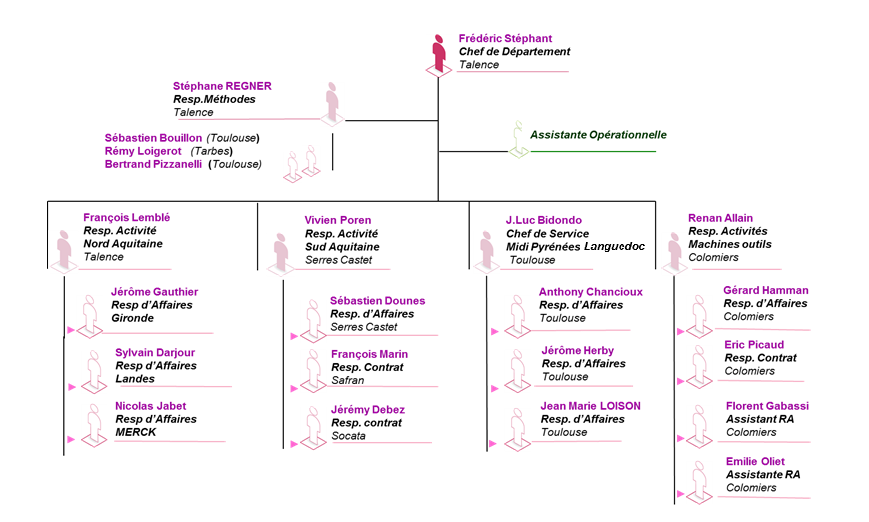 Frédéric Stéphant
Chef de Département
Talence
Stéphane REGNER
Resp.Méthodes
Talence
Sébastien Bouillon (Toulouse)
Rémy Loigerot (Tarbes)
Bertrand Pizzanelli (Toulouse)
Assistante Opérationnelle
François Lemblé
Resp. Activité
Nord Aquitaine
Talence
Jérôme Gauthier
Resp d'Affaires
Gironde
Sylvain Darjour
Resp d'Affaires
Landes
Nicolas Jabet
Resp d'Affaires
MERCK
Vivien Poren
Resp. Activité
Sud Aquitaine
Serres Castet
Sébastien Dounes
Resp. d'Affaires
Serres Castet
François Marin
Resp. Contrat
Safran
Jérémy Debez
Resp. contrat
Socata
J.Luc Bidondo
Chef de Service
Midi Pyrénées Languedoc
Toulouse
Anthony Chancioux
Resp. d'Affaires
Toulouse
Jérôme Herby
Resp. d'Affaires
Toulouse
Jean Marie LOISON
Resp. d'Affaires
Toulouse
Renan Allain
Resp. Activités
Machines outils
Colomiers
Gérard Hamman
Resp. d'Affaires
Colomiers
Eric Picaud
Resp. Contrat
Colomiers
Florent Gabassi
Assistant RA
Colomiers
Emilie Oliet
Assistante RA
Colomiers